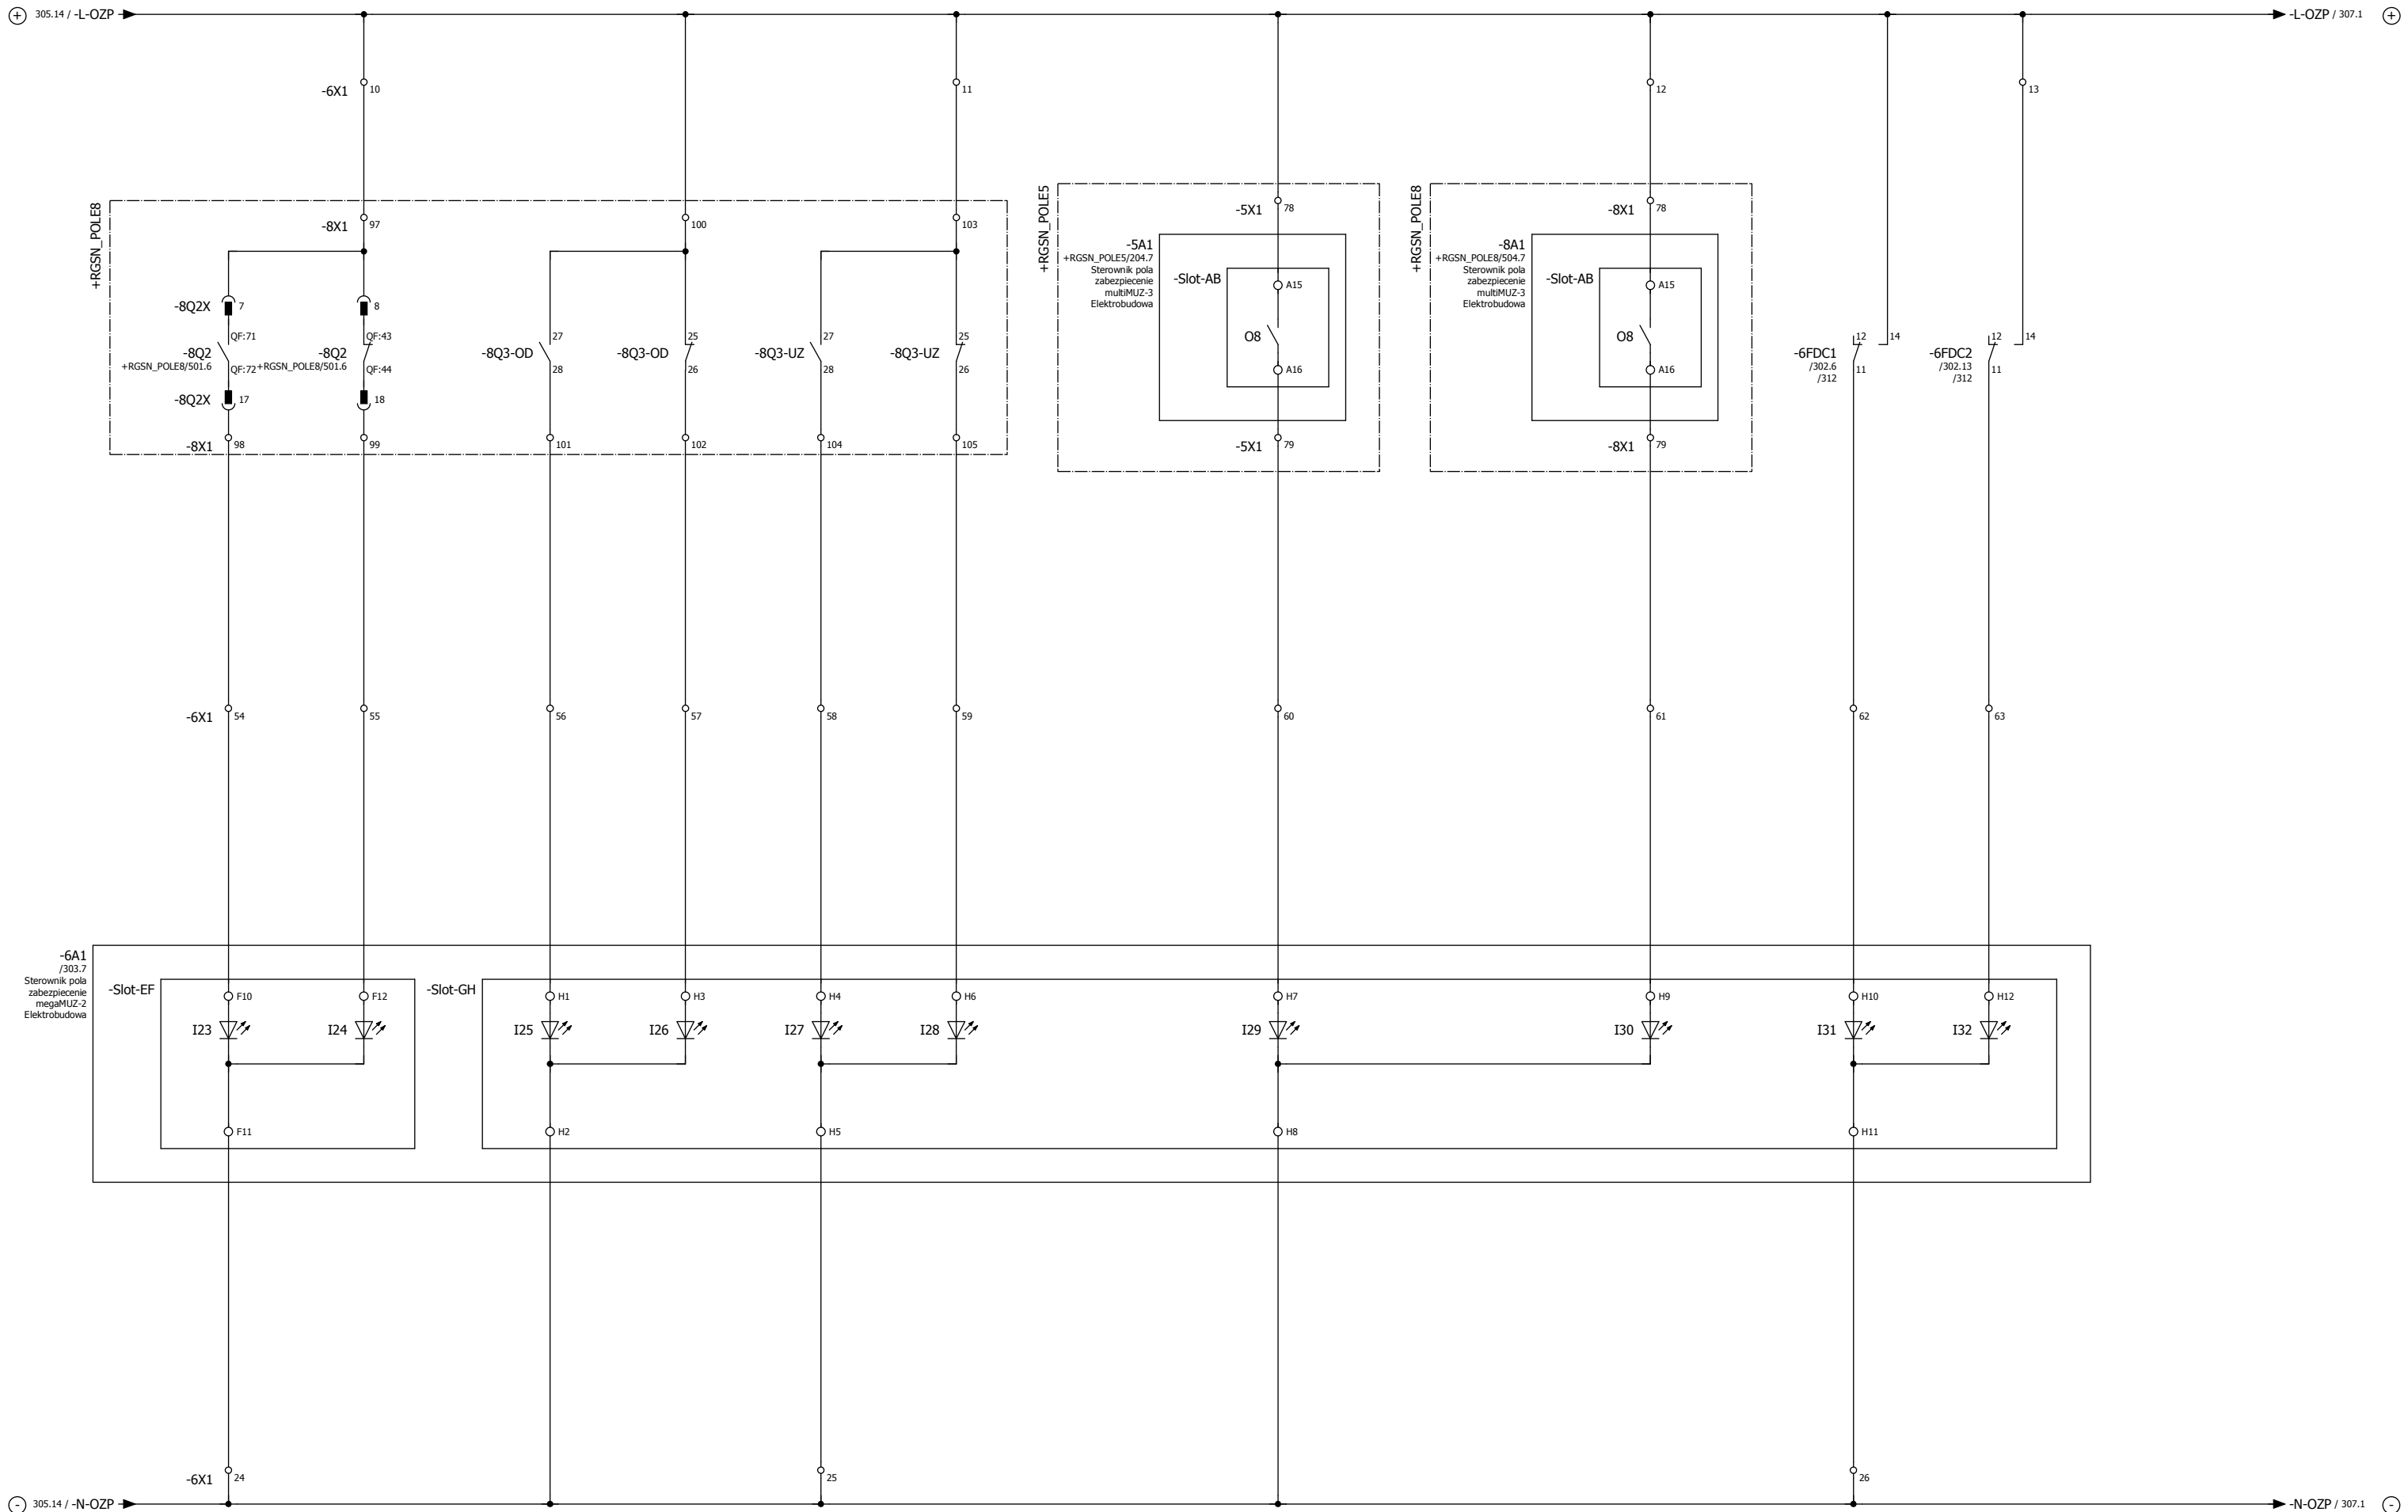 + 305.14 / -L-OZP
-L-OZP / 307.1 +
-6X1 10
11
12
13
+RGSN_POLE8
-8X1 97
100
103
-8Q2X 7
8
-8Q2
+RGSN_POLE8/501.6
QF:71
QF:72
-8Q2
+RGSN_POLE8/501.6
QF:43
QF:44
-8Q2X 17
18
-8Q3-OD
27
28
-8Q3-OD
25
26
-8Q3-UZ
27
28
-8Q3-UZ
25
26
-8X1 98
99
101
102
104
105
+RGSN_POLE5
-5X1 78
-5A1
+RGSN_POLE5/204.7
Sterownik pola
zabezpiecenie
multiMUZ-3
Elektrobudowa
-Slot-AB
A15
O8
A16
-5X1 79
+RGSN_POLE8
-8X1 78
-8A1
+RGSN_POLE8/504.7
Sterownik pola
zabezpiecenie
multiMUZ-3
Elektrobudowa
-Slot-AB
A15
O8
A16
-8X1 79
-6FDC1
/302.6
/312
12
14
11
-6FDC2
/302.13
/312
12
14
11
-6X1 54
55
56
57
58
59
60
61
62
63
-6A1
/303.7
Sterownik pola
zabezpiecenie
megaMUZ-2
Elektrobudowa
-Slot-EF
F10
F12
I23
I24
F11
-Slot-GH
H1
H3
H4
H6
H7
H9
H10
H12
I25
I26
I27
I28
I29
I30
I31
I32
H2
H5
H8
H11
-6X1 24
25
26
- 305.14 / -N-OZP
-N-OZP / 307.1 -